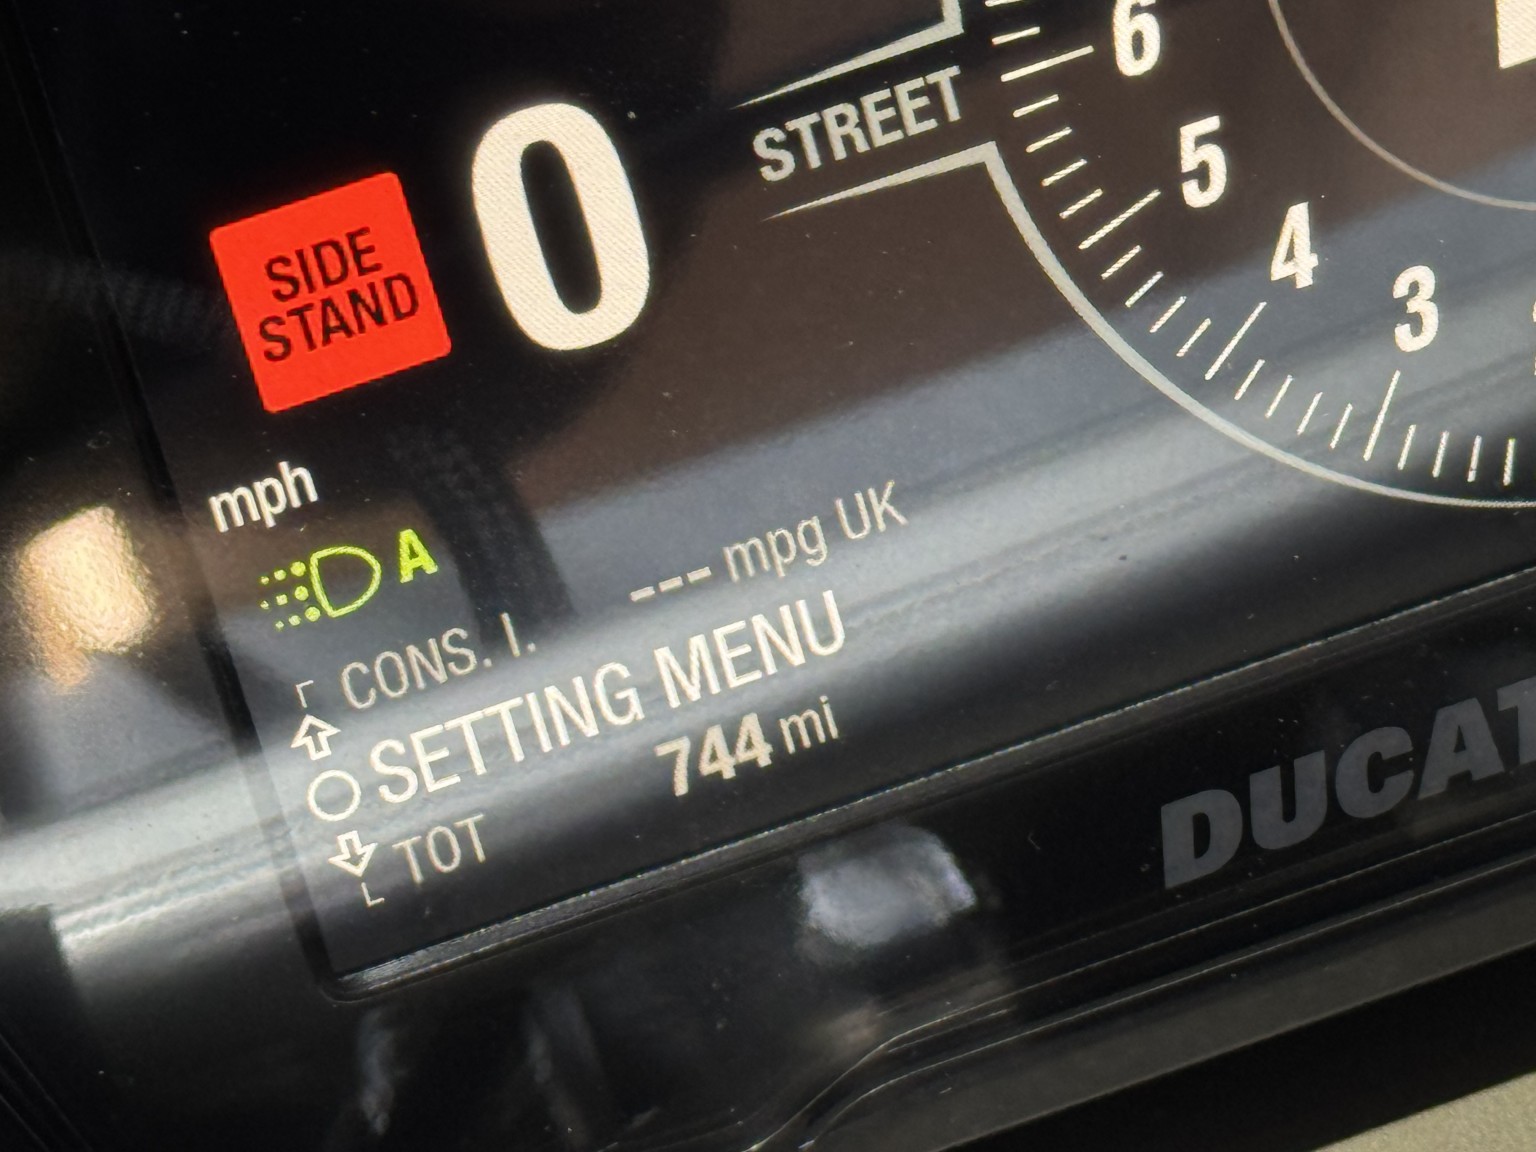 6
STREET
5
0
SIDE
STAND
4
3
mph
A
--- mpg UK
CONS. I.
SETTING MENU
744 mi
TOT
DUCAT